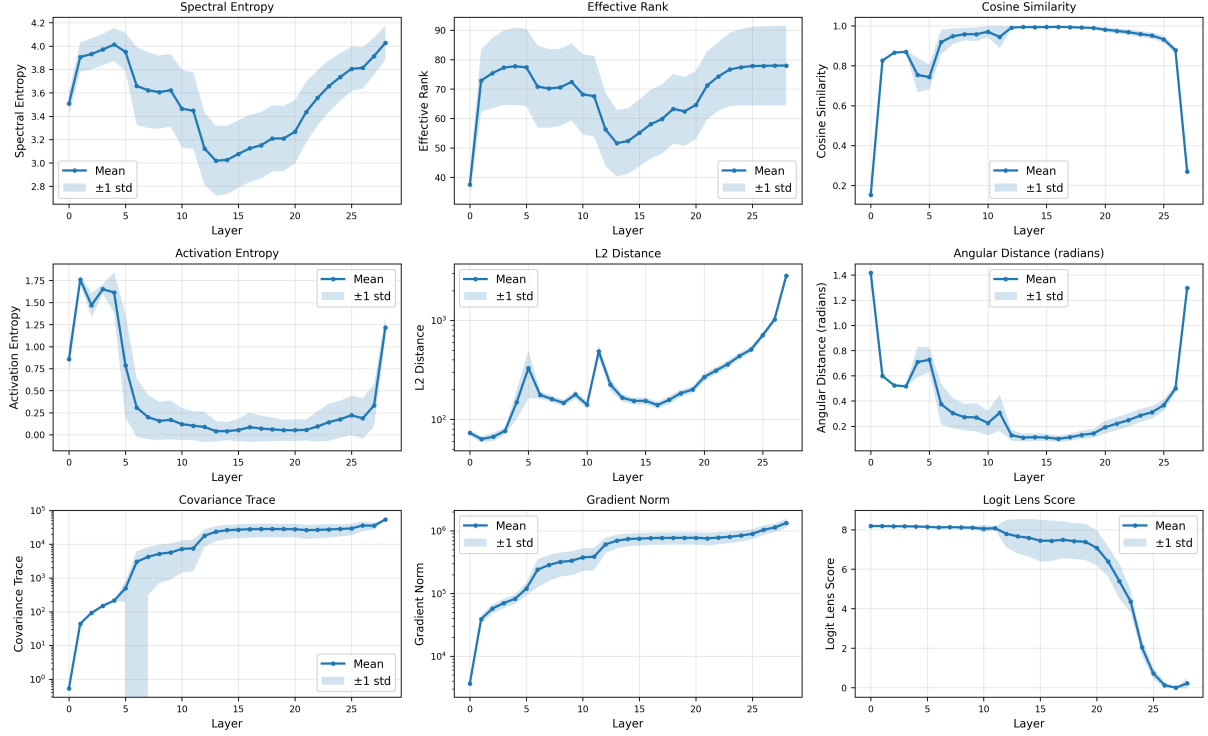 Spectral Entropy
Spectral Entropy
4.2
4.0
3.8
3.6
3.4
3.2
3.0
2.8
Mean
±1 std
0 5 10 15 20 25
Layer
Effective Rank
Effective Rank
90
80
70
60
50
40
Mean
±1 std
0 5 10 15 20 25
Layer
Cosine Similarity
Cosine Similarity
1.0
0.8
0.6
0.4
0.2
Mean
±1 std
0 5 10 15 20 25
Layer
Activation Entropy
Activation Entropy
1.75
1.50
1.25
1.00
0.75
0.50
0.25
0.00
Mean
±1 std
0 5 10 15 20 25
Layer
L2 Distance
L2 Distance
10³
10²
Mean
±1 std
0 5 10 15 20 25
Layer
Angular Distance (radians)
Angular Distance (radians)
1.4
1.2
1.0
0.8
0.6
0.4
0.2
Mean
±1 std
0 5 10 15 20 25
Layer
Covariance Trace
Covariance Trace
10⁵
10⁴
10³
10²
10¹
10⁰
Mean
±1 std
0 5 10 15 20 25
Layer
Gradient Norm
Gradient Norm
10⁶
10⁵
10⁴
Mean
±1 std
0 5 10 15 20 25
Layer
Logit Lens Score
Logit Lens Score
8
6
4
2
0
Mean
±1 std
0 5 10 15 20 25
Layer